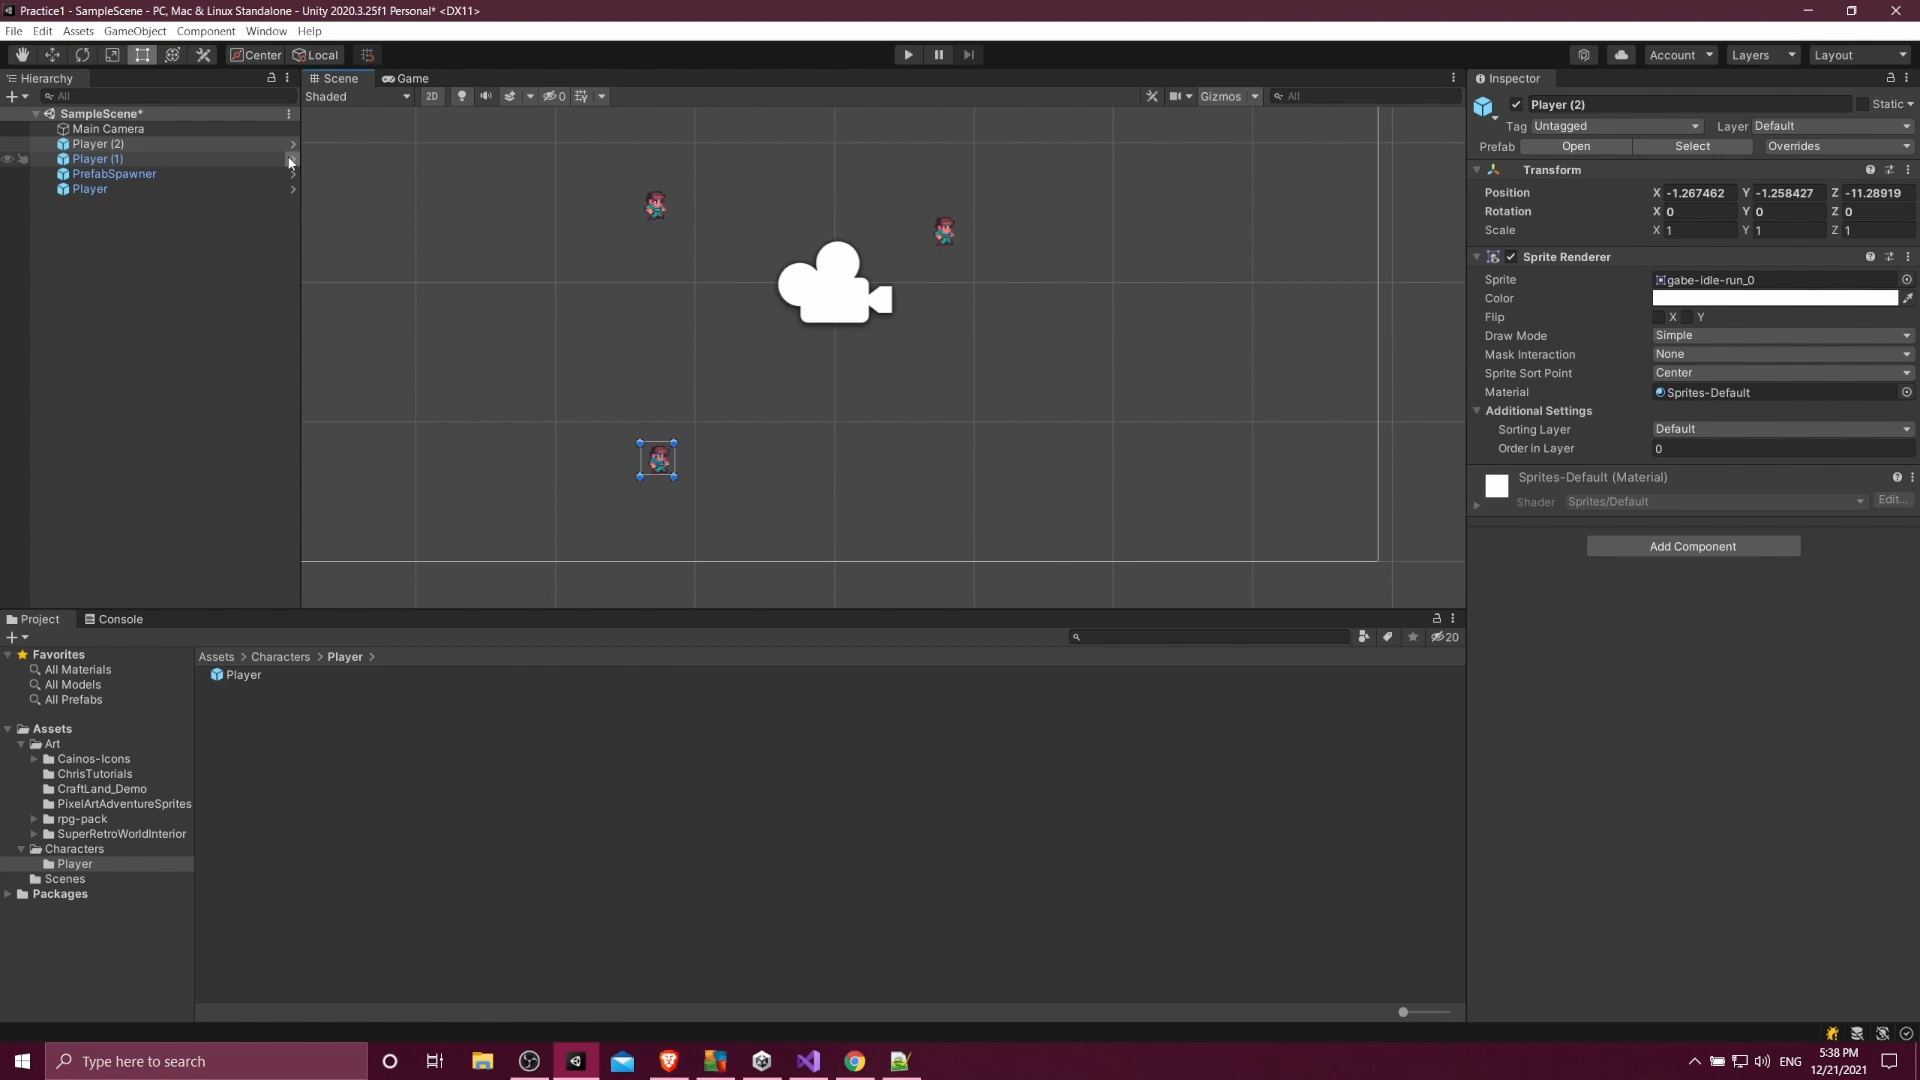 Practice1 - SampleScene - PC, Mac & Linux Standalone - Unity 2020.3.25f1 Personal* <DX11>
File Edit Assets GameObject Component Window Help
Center Local Account Layers Layout
Hierarchy
All
SampleScene*
Main Camera
Player (2)
Player (1)
PrefabSpawner
Player
Scene Game
Shaded 2D 0 Gizmos All
Inspector
Player (2) Static
Tag Untagged Layer Default
Prefab Open Select Overrides
Transform
Position X -1.267462 Y -1.258427 Z -11.28919
Rotation X 0 Y 0 Z 0
Scale X 1 Y 1 Z 1
Sprite Renderer
Sprite gabe-idle-run_0
Color
Flip X Y
Draw Mode Simple
Mask Interaction None
Sprite Sort Point Center
Material Sprites-Default
Additional Settings
Sorting Layer Default
Order in Layer 0
Sprites-Default (Material)
Shader Sprites/Default Edit...
Add Component
Project Console
20
Favorites
All Materials
All Models
All Prefabs
Assets
Art
Cainos-Icons
ChrisTutorials
CraftLand_Demo
PixelArtAdventureSprites
rpg-pack
SuperRetroWorldInterior
Characters
Player
Scenes
Packages
Assets > Characters > Player >
Player
Type here to search
ENG
5:38 PM
12/21/2021